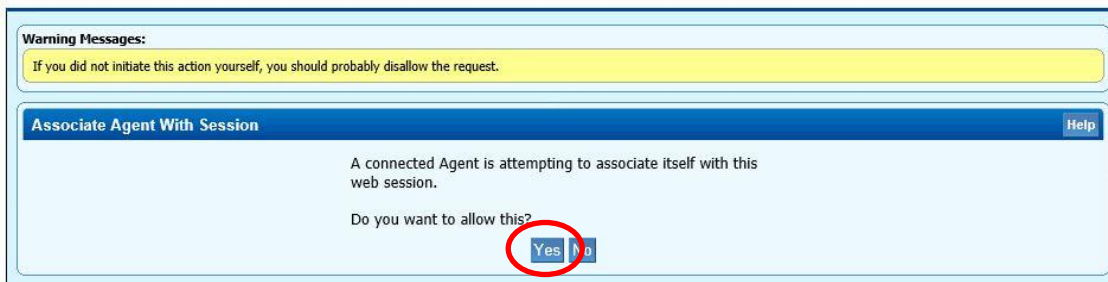 Warning Messages:
If you did not initiate this action yourself, you should probably disallow the request.
Associate Agent With Session Help
A connected Agent is attempting to associate itself with this
web session.
Do you want to allow this?
Yes No